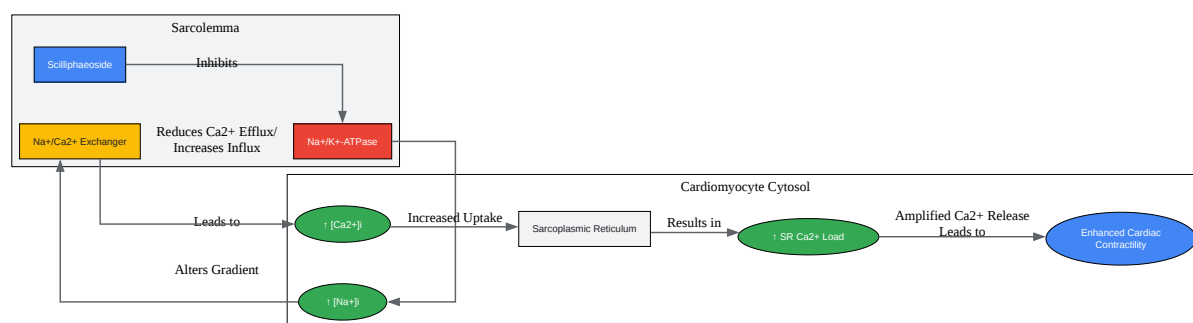 Sarcolemma
Scilliphaeoside
Inhibits
Na+/Ca2+ Exchanger
Reduces Ca2+ Efflux/
Increases Influx
Na+/K+-ATPase
Cardiomyocyte Cytosol
Leads to
↑ [Ca2+]i
Increased Uptake
Sarcoplasmic Reticulum
Results in
↑ SR Ca2+ Load
Amplified Ca2+ Release
Leads to
Enhanced Cardiac
Contractility
Alters Gradient
↑ [Na+]i